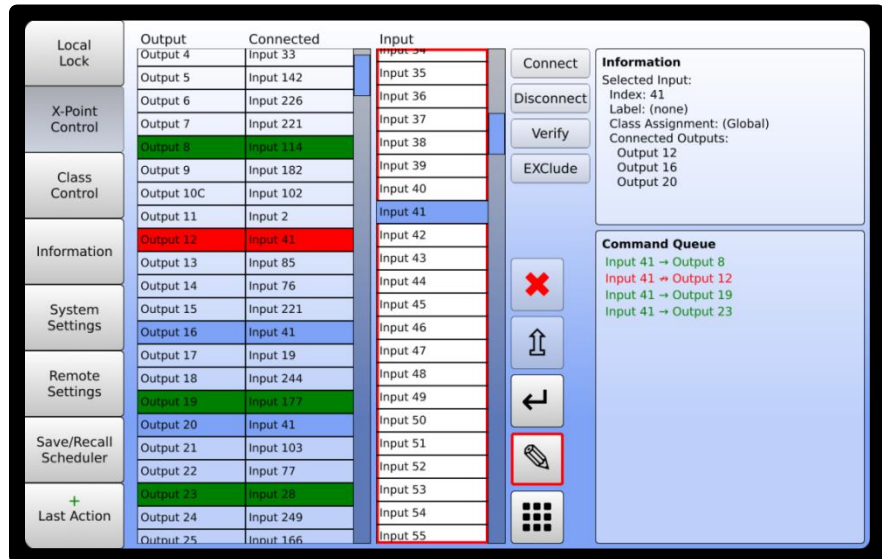 Local
Lock
X-Point
Control
Class
Control
Information
System
Settings
Remote
Settings
Save/Recall
Scheduler
+
Last Action
Output Connected
Output 4 Input 33
Output 5 Input 142
Output 6 Input 226
Output 7 Input 221
Output 8 Input 114
Output 9 Input 182
Output 10C Input 102
Output 11 Input 2
Output 12 Input 41
Output 13 Input 85
Output 14 Input 76
Output 15 Input 221
Output 16 Input 41
Output 17 Input 19
Output 18 Input 244
Output 19 Input 177
Output 20 Input 41
Output 21 Input 103
Output 22 Input 77
Output 23 Input 28
Output 24 Input 249
Output 25 Input 166
Input
Input 34
Input 35
Input 36
Input 37
Input 38
Input 39
Input 40
Input 41
Input 42
Input 43
Input 44
Input 45
Input 46
Input 47
Input 48
Input 49
Input 50
Input 51
Input 52
Input 53
Input 54
Input 55
Connect
Disconnect
Verify
EXClude
Information
Selected Input:
Index: 41
Label: (none)
Class Assignment: (Global)
Connected Outputs:
Output 12
Output 16
Output 20
Command Queue
Input 41 → Output 8
Input 41 ↛ Output 12
Input 41 → Output 19
Input 41 → Output 23